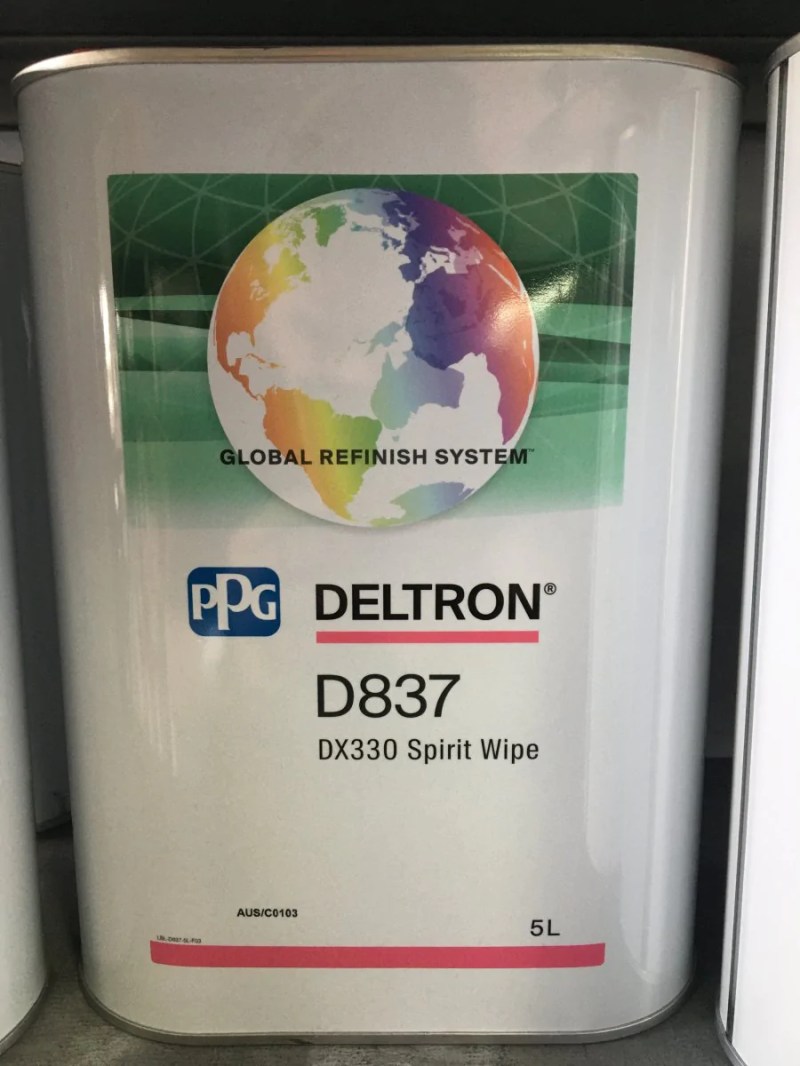 GLOBAL REFINISH SYSTEM™
PPG DELTRON®
D837
DX330 Spirit Wipe
AUS/C0103
5L